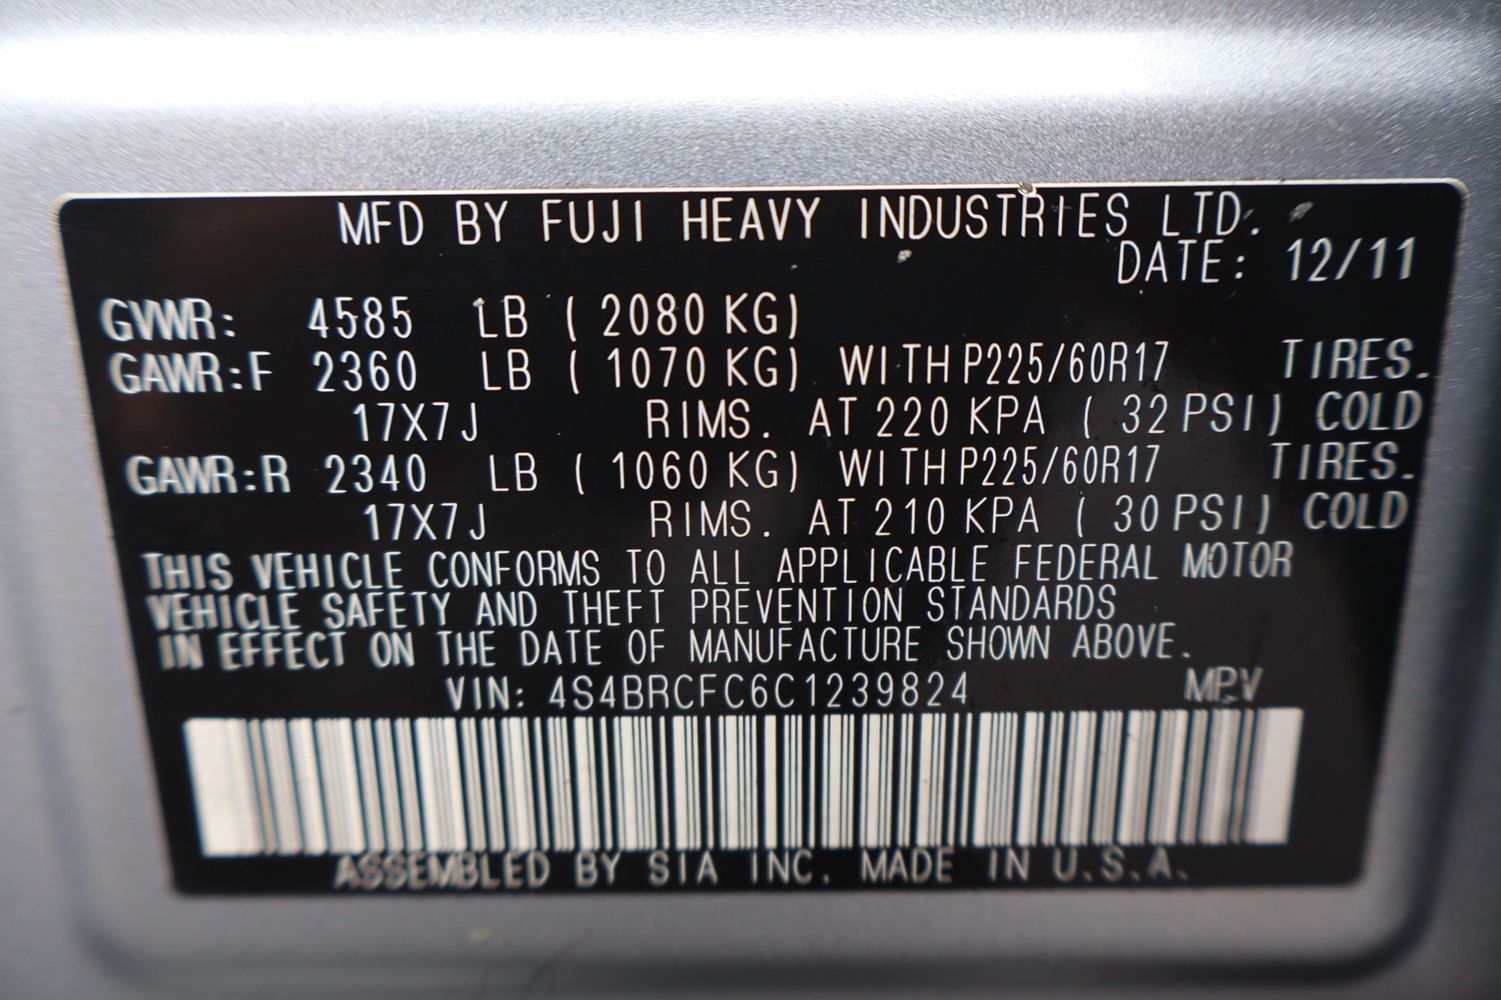 MFD BY FUJI HEAVY INDUSTRIES LTD.
DATE: 12/11
GVWR: 4585 LB ( 2080 KG)
GAWR:F 2360 LB ( 1070 KG) WITH P225/60R17 TIRES.
17X7J RIMS. AT 220 KPA ( 32 PSI) COLD
GAWR:R 2340 LB ( 1060 KG) WITH P225/60R17 TIRES.
17X7J RIMS. AT 210 KPA ( 30 PSI) COLD
THIS VEHICLE CONFORMS TO ALL APPLICABLE FEDERAL MOTOR
VEHICLE SAFETY AND THEFT PREVENTION STANDARDS
IN EFFECT ON THE DATE OF MANUFACTURE SHOWN ABOVE.
VIN: 4S4BRCFC6C1239824 MPV
ASSEMBLED BY SIA INC. MADE IN U.S.A.